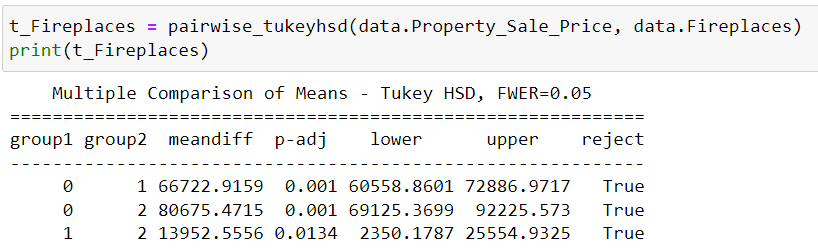 t_Fireplaces = pairwise_tukeyhsd(data.Property_Sale_Price, data.Fireplaces)
print(t_Fireplaces)
Multiple Comparison of Means - Tukey HSD, FWER=0.05
===========================================================
group1 group2 meandiff p-adj lower upper reject
-----------------------------------------------------------
0 1 66722.9159 0.001 60558.8601 72886.9717 True
0 2 80675.4715 0.001 69125.3699 92225.573 True
1 2 13952.5556 0.0134 2350.1787 25554.9325 True